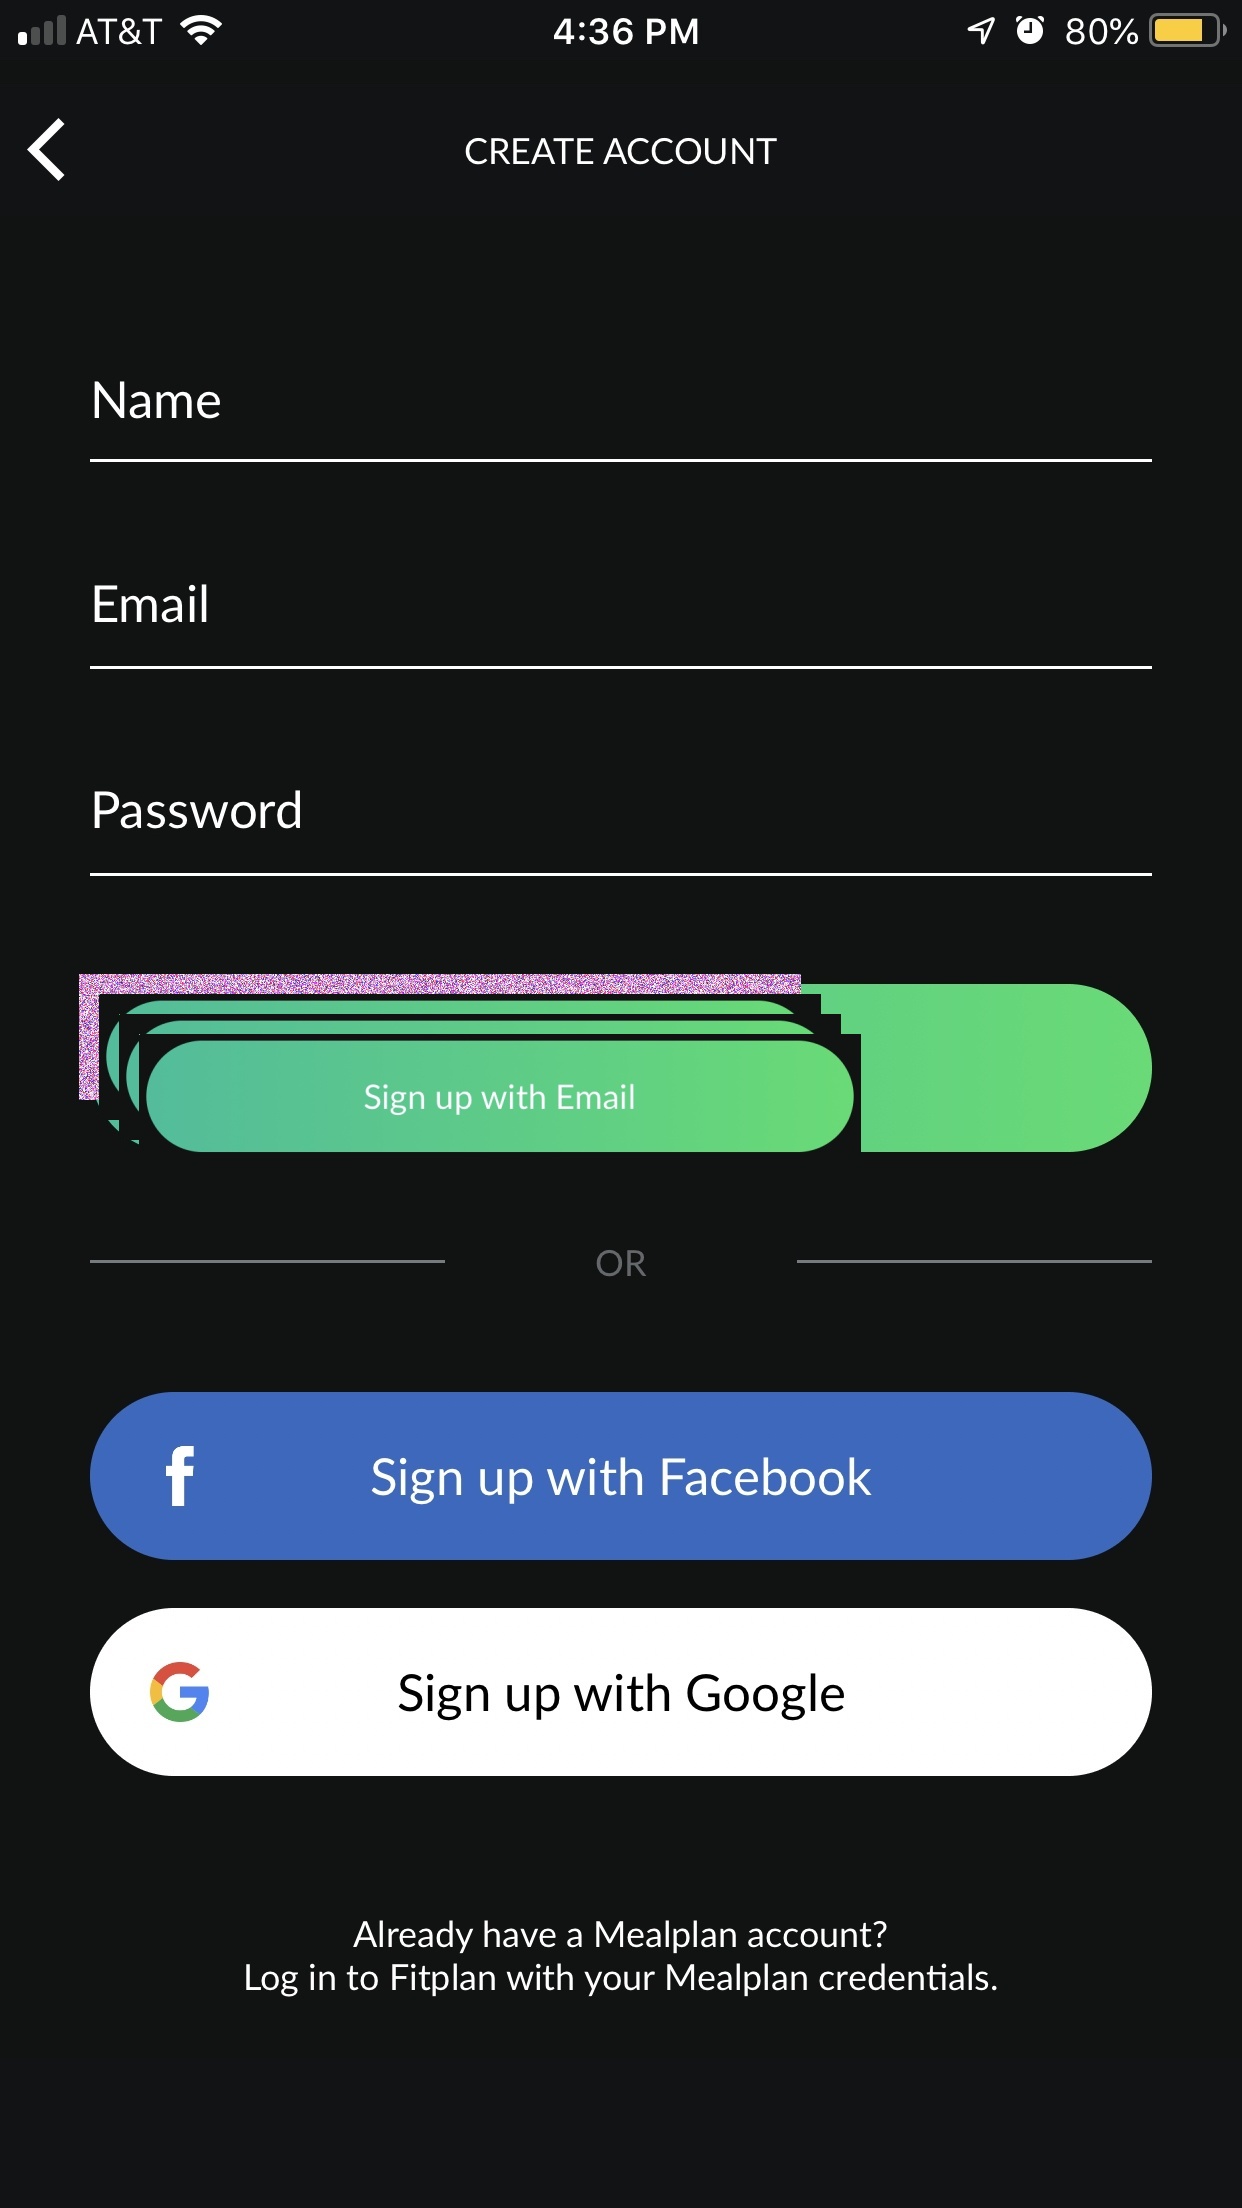 AT&T 4:36 PM 80%
CREATE ACCOUNT
Name
Email
Password
Sign up with Email
OR
Sign up with Facebook
Sign up with Google
Already have a Mealplan account?
Log in to Fitplan with your Mealplan credentials.